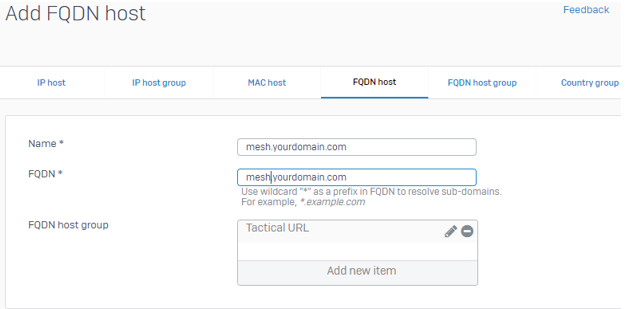 Add FQDN host
Feedback
IP host
IP host group
MAC host
FQDN host
FQDN host group
Country group
Name *
mesh.yourdomain.com
FQDN *
mesh.yourdomain.com
Use wildcard "*" as a prefix in FQDN to resolve sub-domains.
For example, *.example.com
FQDN host group
Tactical URL
Add new item